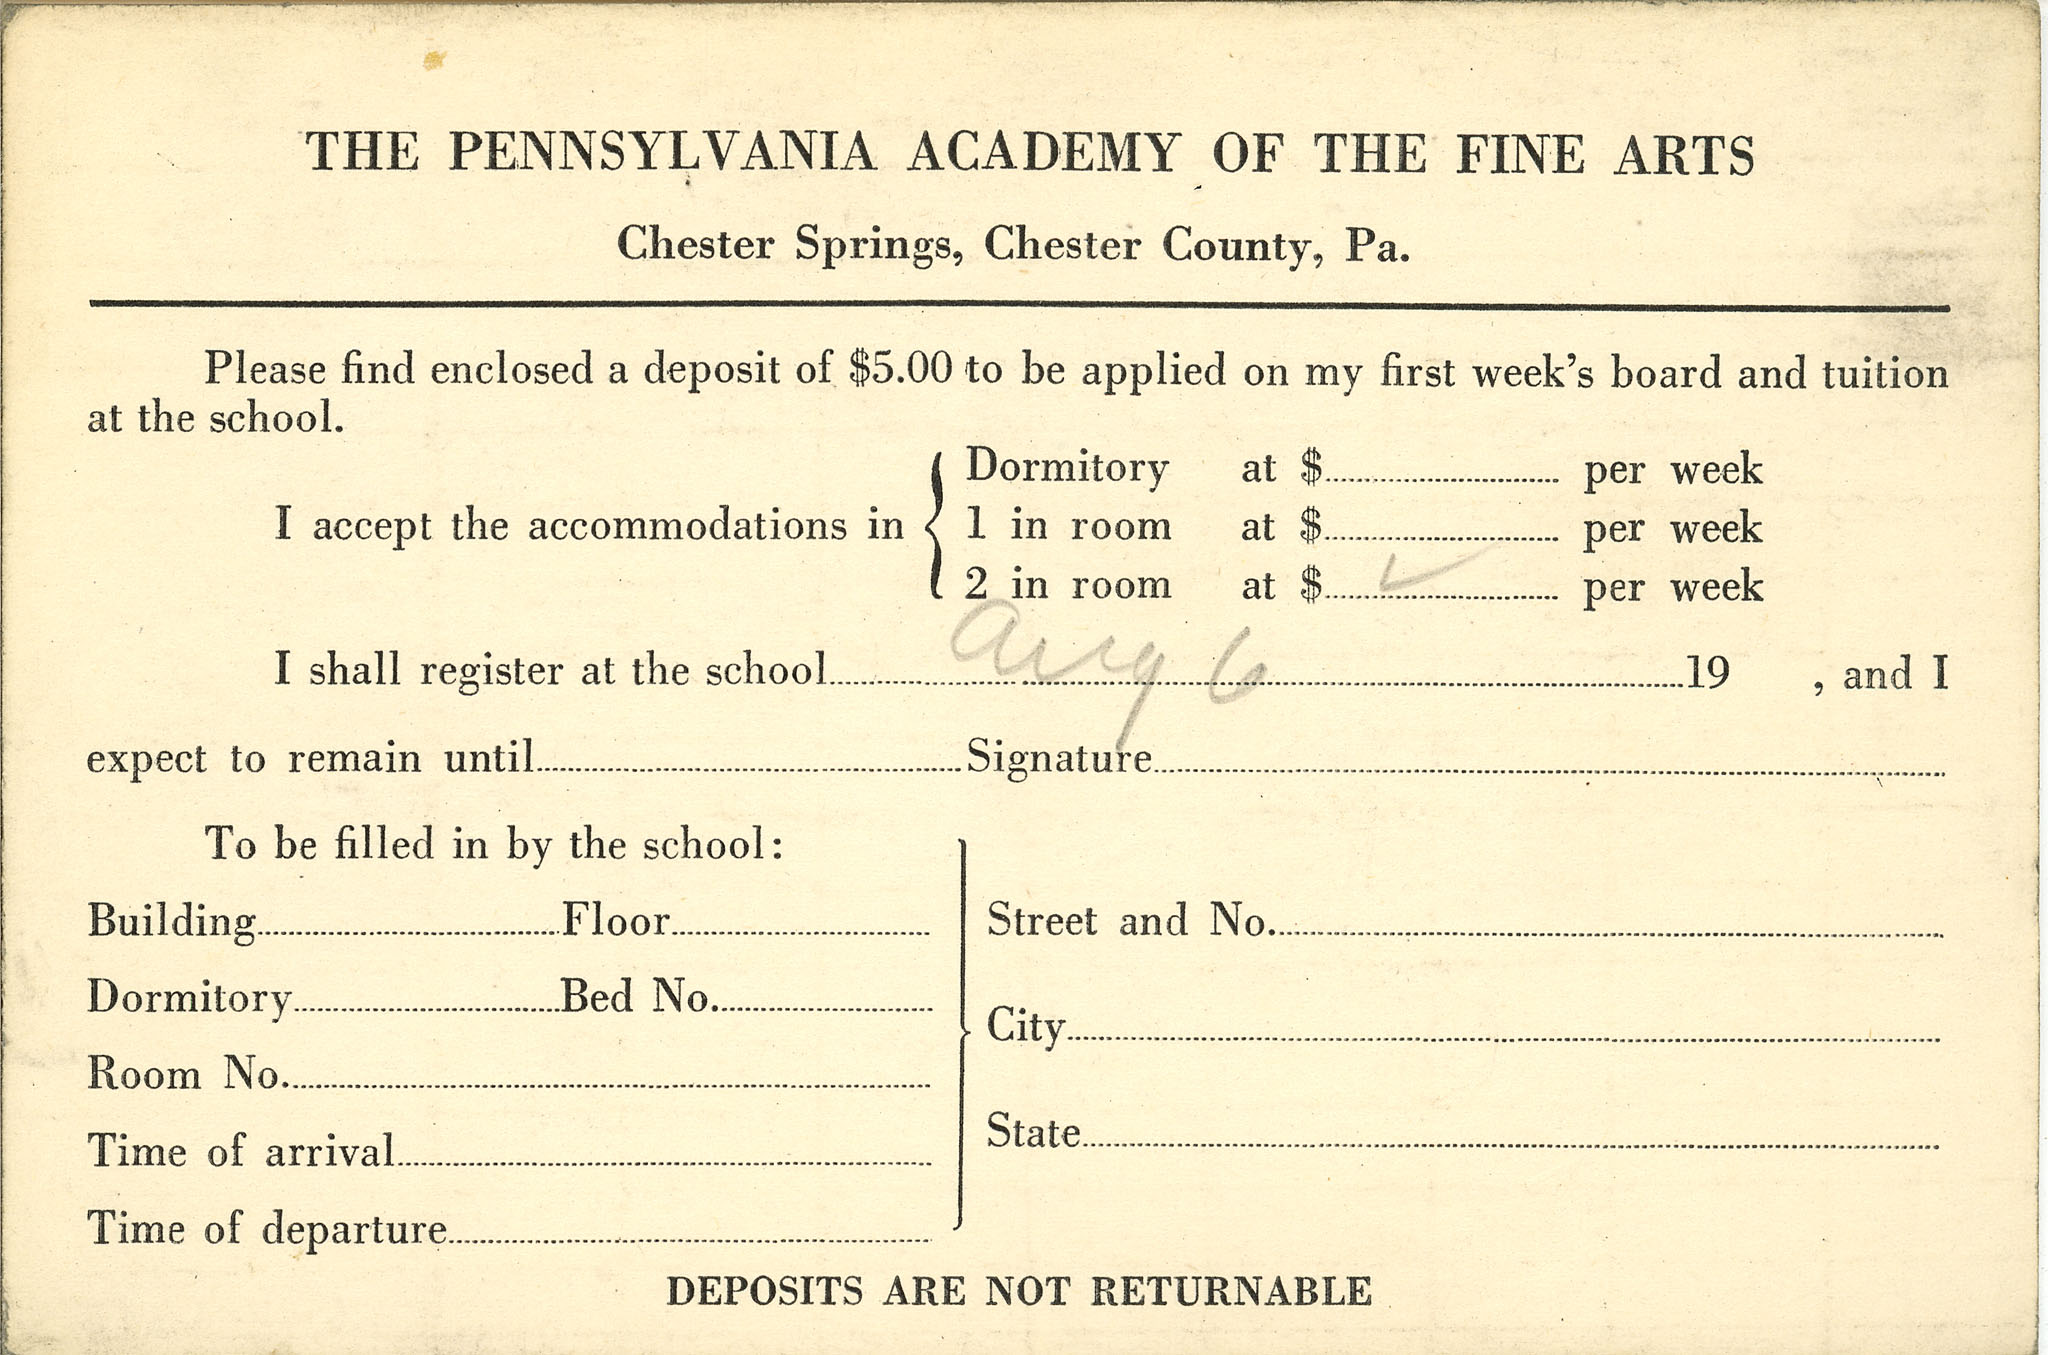 THE PENNSYLVANIA ACADEMY OF THE FINE ARTS
Chester Springs, Chester County, Pa.
Please find enclosed a deposit of $5.00 to be applied on my first week's board and tuition
at the school.
I accept the accommodations in
Dormitory at $ per week
1 in room at $ per week
2 in room at $ ✓ per week
I shall register at the school Aug 6 19 , and I
expect to remain until Signature
To be filled in by the school:
Building Floor
Dormitory Bed No.
Room No.
Time of arrival
Time of departure
Street and No.
City
State
DEPOSITS ARE NOT RETURNABLE